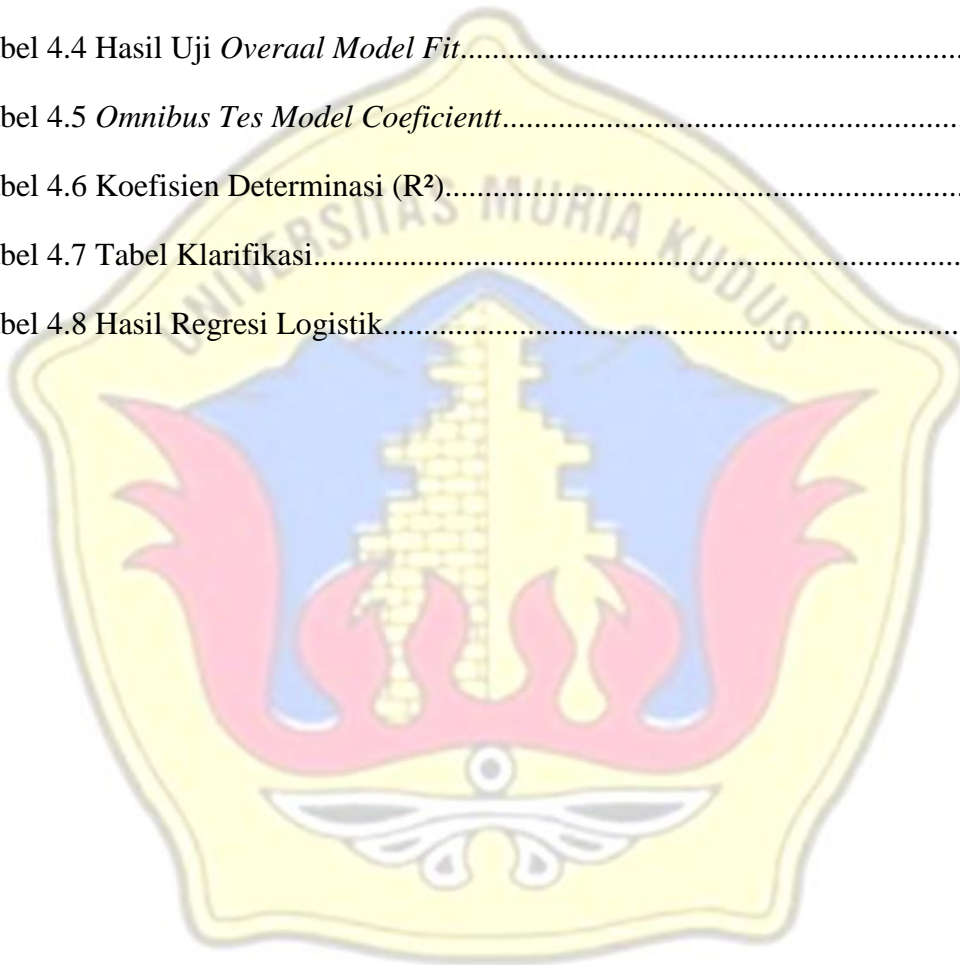 bel 4.4 Hasil Uji Overaal Model Fit..............................................................
bel 4.5 Omnibus Tes Model Coeficientt.........................................................
bel 4.6 Koefisien Determinasi (R²)................................................................
bel 4.7 Tabel Klarifikasi................................................................................
bel 4.8 Hasil Regresi Logistik.......................................................................
UNIVERSITAS MURIA KUDUS